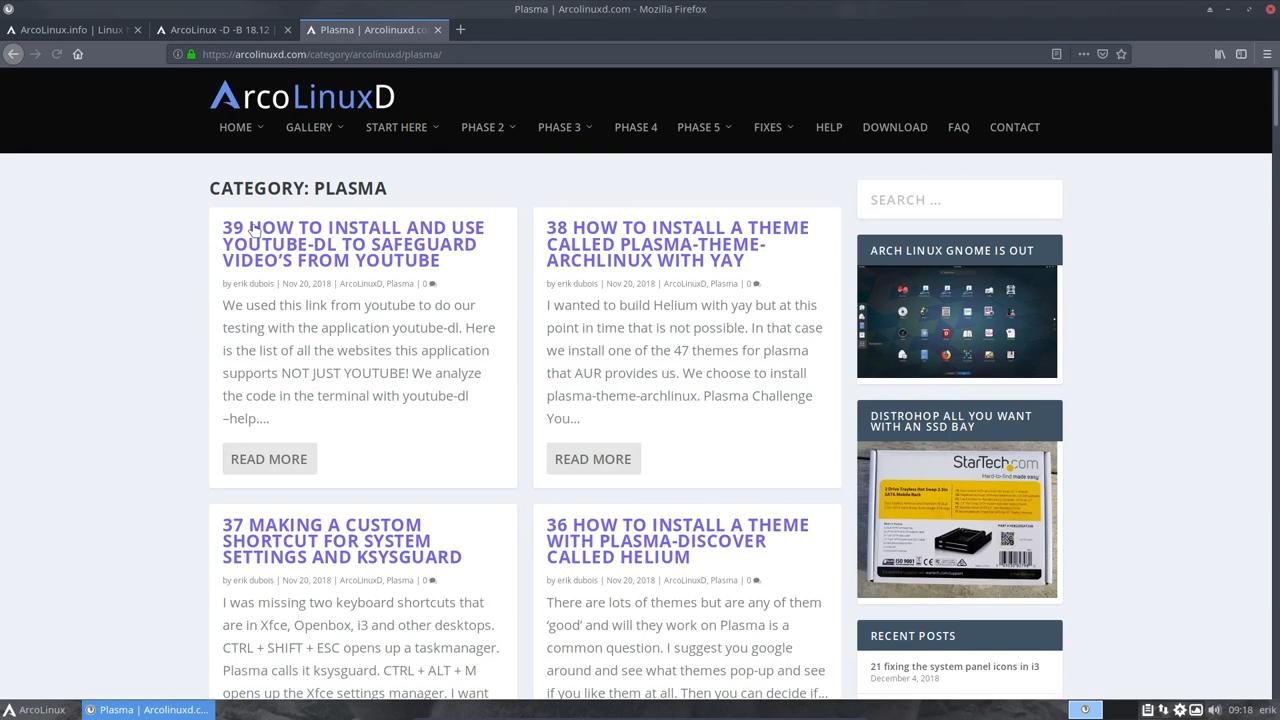 Plasma | Arcolinuxd.com - Mozilla Firefox
ArcoLinux.info | Linux
ArcoLinux -D -B 18.12
Plasma | Arcolinuxd.co
https://arcolinuxd.com/category/arcolinuxd/plasma/
ArcoLinuxD
HOME GALLERY START HERE PHASE 2 PHASE 3 PHASE 4 PHASE 5 FIXES HELP DOWNLOAD FAQ CONTACT
CATEGORY: PLASMA
39 HOW TO INSTALL AND USE
YOUTUBE-DL TO SAFEGUARD
VIDEO’S FROM YOUTUBE
by erik dubois | Nov 20, 2018 | ArcoLinuxD, Plasma | 0
We used this link from youtube to do our
testing with the application youtube-dl. Here
is the list of all the websites this application
supports NOT JUST YOUTUBE! We analyze
the code in the terminal with youtube-dl
–help....
READ MORE
38 HOW TO INSTALL A THEME
CALLED PLASMA-THEME-
ARCHLINUX WITH YAY
by erik dubois | Nov 20, 2018 | ArcoLinuxD, Plasma | 0
I wanted to build Helium with yay but at this
point in time that is not possible. In that case
we install one of the 47 themes for plasma
that AUR provides us. We choose to install
plasma-theme-archlinux. Plasma Challenge
You...
READ MORE
37 MAKING A CUSTOM
SHORTCUT FOR SYSTEM
SETTINGS AND KSYSGUARD
by erik dubois | Nov 20, 2018 | ArcoLinuxD, Plasma | 0
I was missing two keyboard shortcuts that
are in Xfce, Openbox, i3 and other desktops.
CTRL + SHIFT + ESC opens up a taskmanager.
Plasma calls it ksysguard. CTRL + ALT + M
opens up the Xfce settings manager. I want
36 HOW TO INSTALL A THEME
WITH PLASMA-DISCOVER
CALLED HELIUM
by erik dubois | Nov 20, 2018 | ArcoLinuxD, Plasma | 0
There are lots of themes but are any of them
‘good’ and will they work on Plasma is a
common question. I suggest you google
around and see what themes pop-up and see
if you like them at all. Then you can decide if...
SEARCH ...
ARCH LINUX GNOME IS OUT
DISTROHOP ALL YOU WANT
WITH AN SSD BAY
StarTech.com
Hard-to-find made easy
RECENT POSTS
21 fixing the system panel icons in i3
December 4, 2018
ArcoLinux
Plasma | Arcolinuxd.c...
09:18 erik